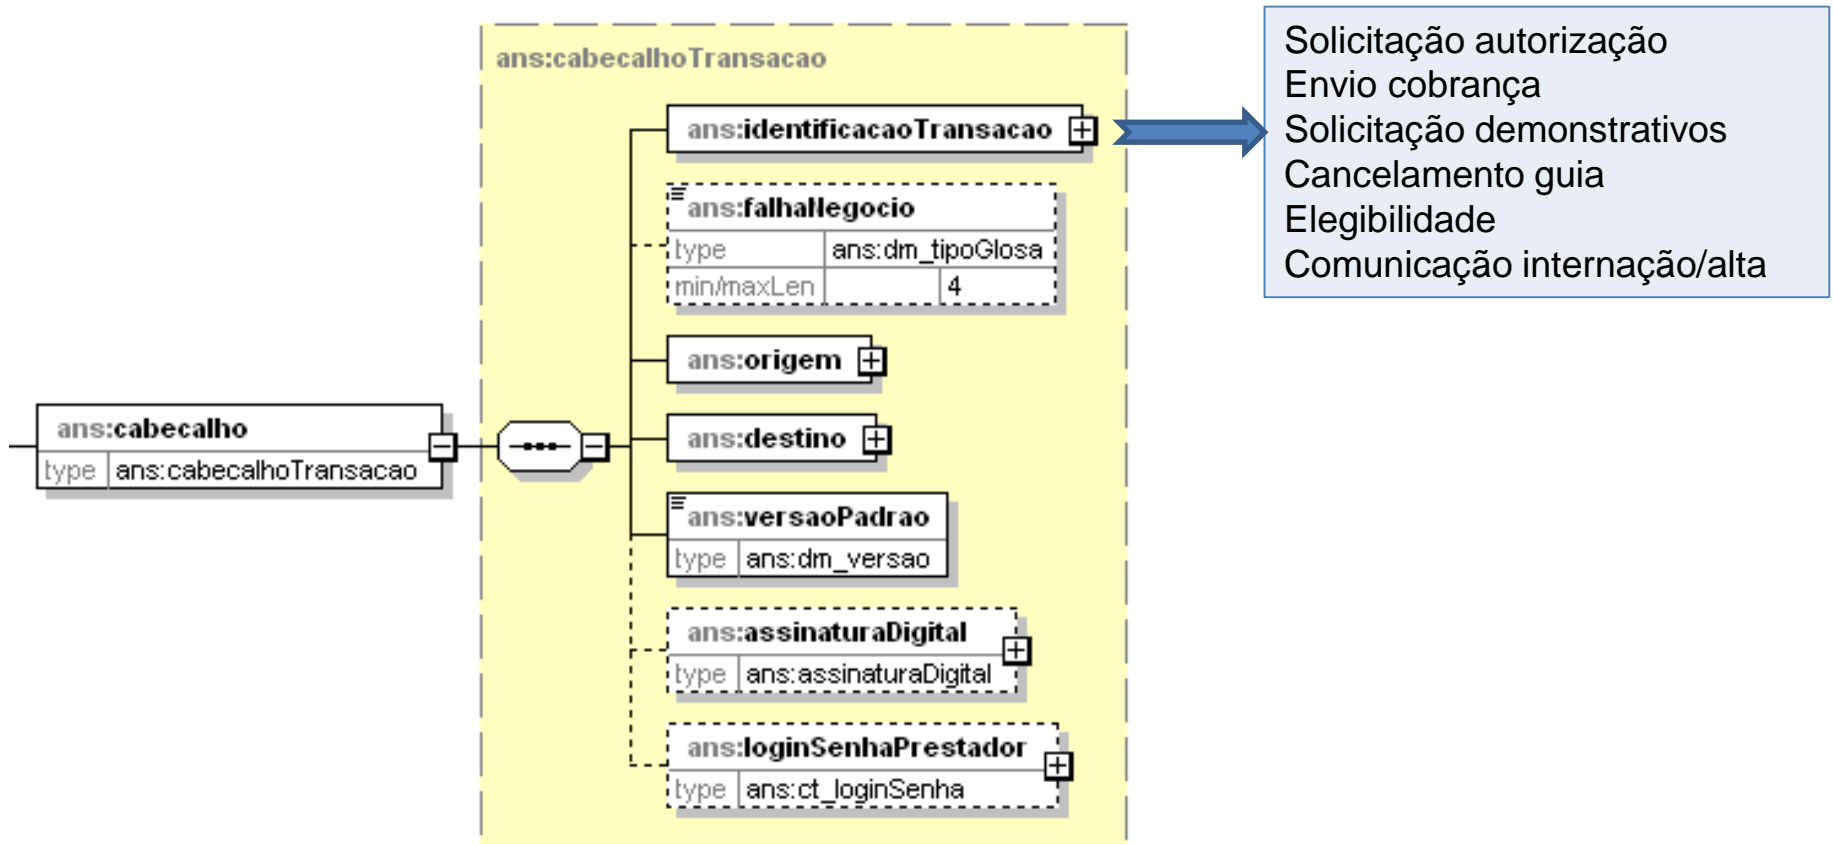 ans:cabecalhoTransacao
ans:identificacaoTransacao
ans:falhaNegocio
type ans:dm_tipoGlosa
min/maxLen 4
ans:origem
ans:destino
ans:cabecalho
type ans:cabecalhoTransacao
ans:versaoPadrao
type ans:dm_versao
ans:assinaturaDigital
type ans:assinaturaDigital
ans:loginSenhaPrestador
type ans:ct_loginSenha
Solicitação autorização
Envio cobrança
Solicitação demonstrativos
Cancelamento guia
Elegibilidade
Comunicação internação/alta